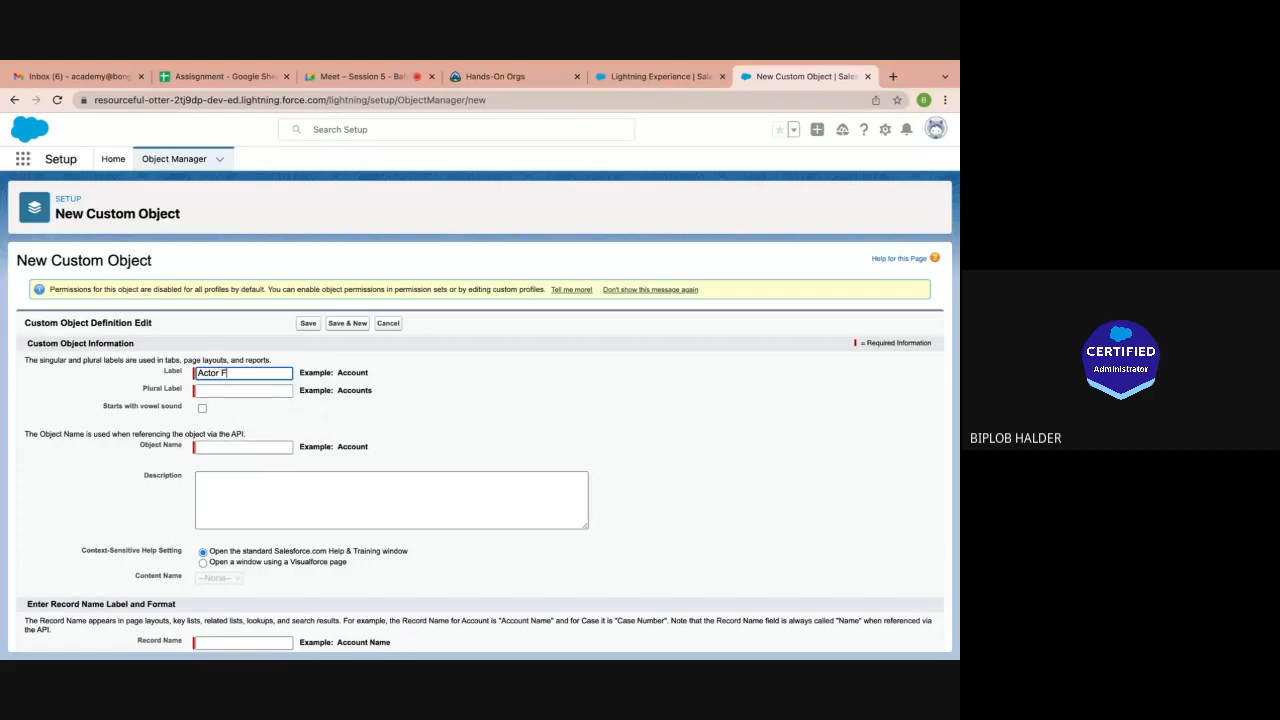 Inbox (6) - academy@bong
Assisgnment - Google She
Meet – Session 5 - Bat
Hands-On Orgs
Lightning Experience | Sale
New Custom Object | Sales
resourceful-otter-2tj9dp-dev-ed.lightning.force.com/lightning/setup/ObjectManager/new
B
Search Setup
Setup
Home
Object Manager
SETUP
New Custom Object
New Custom Object
Help for this Page
Permissions for this object are disabled for all profiles by default. You can enable object permissions in permission sets or by editing custom profiles. Tell me more! Don't show this message again
Custom Object Definition Edit
Save
Save & New
Cancel
Custom Object Information
= Required Information
The singular and plural labels are used in tabs, page layouts, and reports.
Label
Actor F
Example: Account
Plural Label
Example: Accounts
Starts with vowel sound
The Object Name is used when referencing the object via the API.
Object Name
Example: Account
Description
Context-Sensitive Help Setting
Open the standard Salesforce.com Help & Training window
Open a window using a Visualforce page
Content Name
--None--
Enter Record Name Label and Format
The Record Name appears in page layouts, key lists, related lists, lookups, and search results. For example, the Record Name for Account is "Account Name" and for Case it is "Case Number". Note that the Record Name field is always called "Name" when referenced via
the API.
Record Name
Example: Account Name
CERTIFIED
Administrator
BIPLOB HALDER